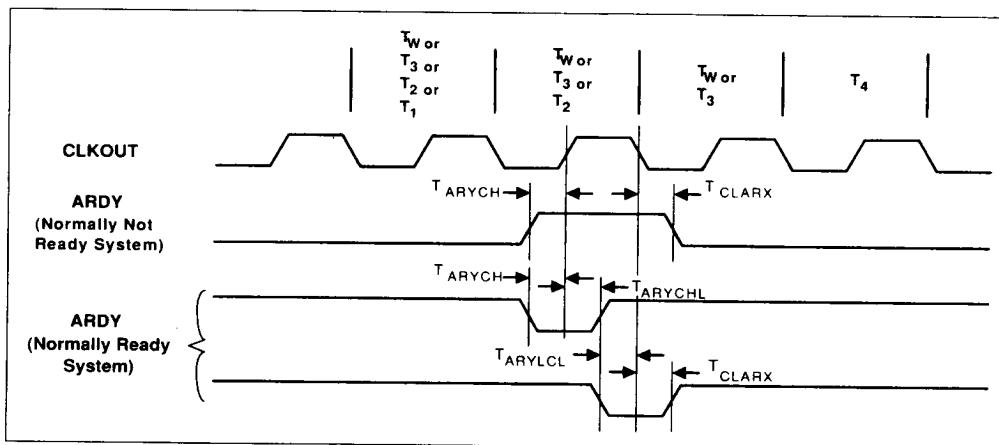 TW or
T3 or
T2 or
T1
TW or
T3 or
T2
TW or
T3
T4
CLKOUT
TARYCH
TCLARX
ARDY
(Normally Not
Ready System)
TARYCH
TARYCHL
ARDY
(Normally Ready
System)
TARYLCL
TCLARX